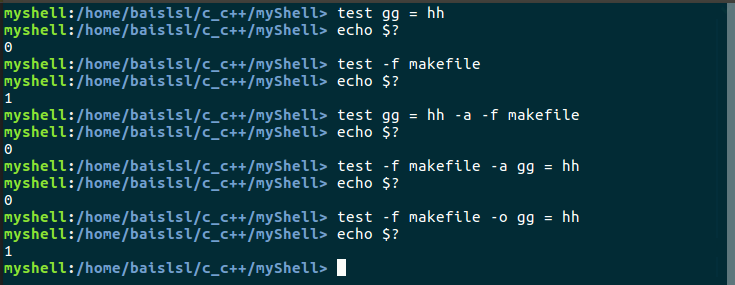 myshell:/home/baislsl/c_c++/myShell> test gg = hh
myshell:/home/baislsl/c_c++/myShell> echo $?
0
myshell:/home/baislsl/c_c++/myShell> test -f makefile
myshell:/home/baislsl/c_c++/myShell> echo $?
1
myshell:/home/baislsl/c_c++/myShell> test gg = hh -a -f makefile
myshell:/home/baislsl/c_c++/myShell> echo $?
0
myshell:/home/baislsl/c_c++/myShell> test -f makefile -a gg = hh
myshell:/home/baislsl/c_c++/myShell> echo $?
0
myshell:/home/baislsl/c_c++/myShell> test -f makefile -o gg = hh
myshell:/home/baislsl/c_c++/myShell> echo $?
1
myshell:/home/baislsl/c_c++/myShell>